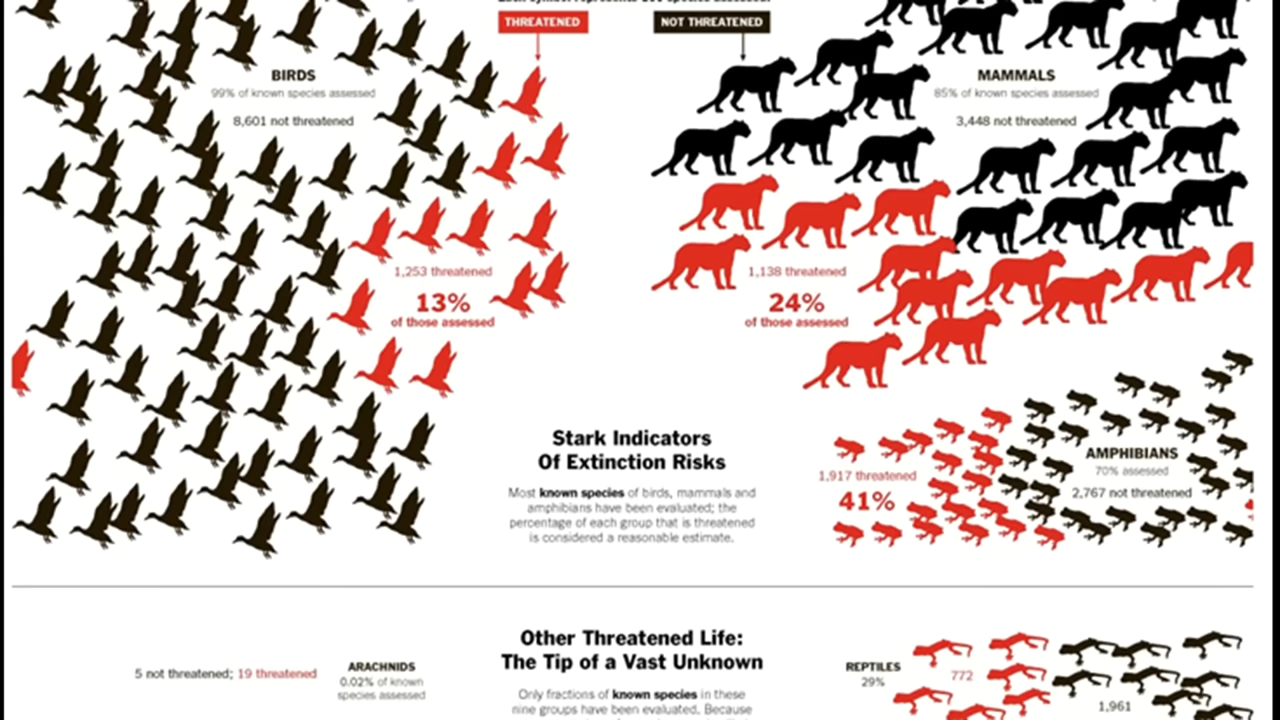 Each symbol represents 100 species assessed.
THREATENED
NOT THREATENED
BIRDS
99% of known species assessed
8,601 not threatened
1,253 threatened
13%
of those assessed
MAMMALS
85% of known species assessed
3,448 not threatened
1,138 threatened
24%
of those assessed
Stark Indicators
Of Extinction Risks
Most known species of birds, mammals and
amphibians have been evaluated; the
percentage of each group that is threatened
is considered a reasonable estimate.
1,917 threatened
41%
AMPHIBIANS
70% assessed
2,767 not threatened
Other Threatened Life:
The Tip of a Vast Unknown
Only fractions of known species in these
nine groups have been evaluated. Because
5 not threatened; 19 threatened
ARACHNIDS
0.02% of known
species assessed
REPTILES
29%
772
1,961